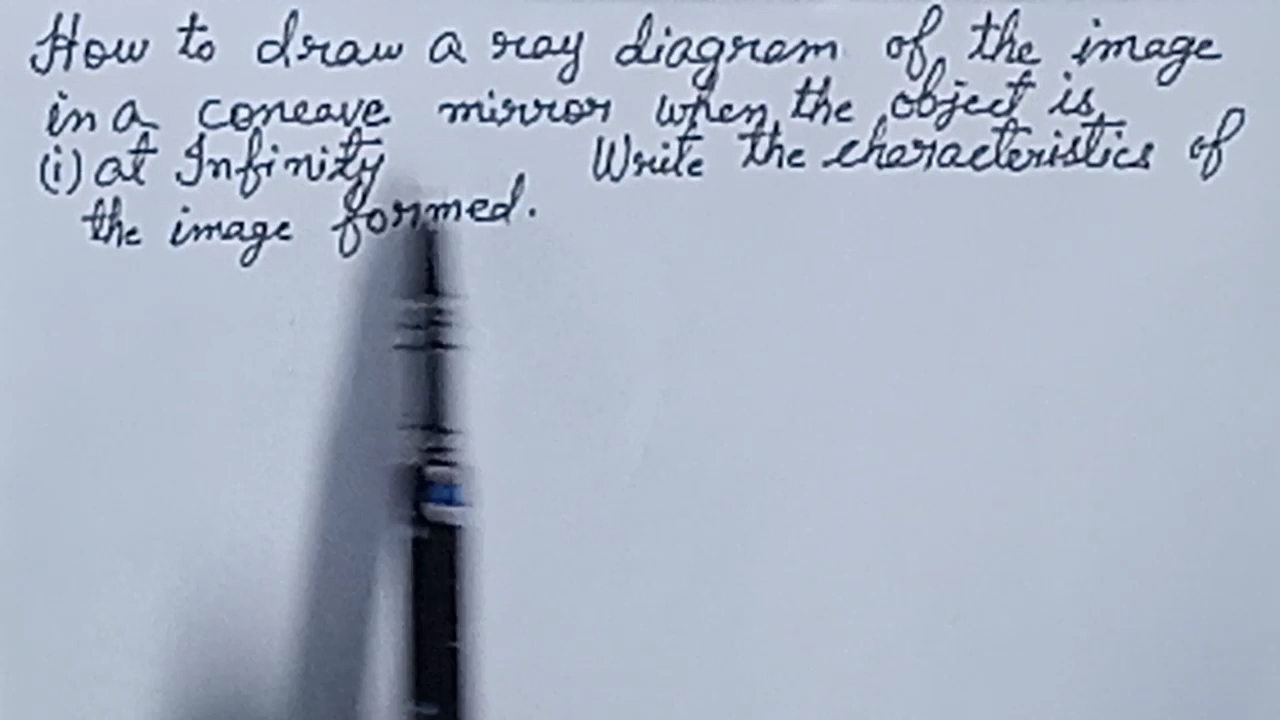 How to draw a ray diagram of the image
in a concave mirror when the object is
(i) at Infinity Write the characteristics of
the image formed.